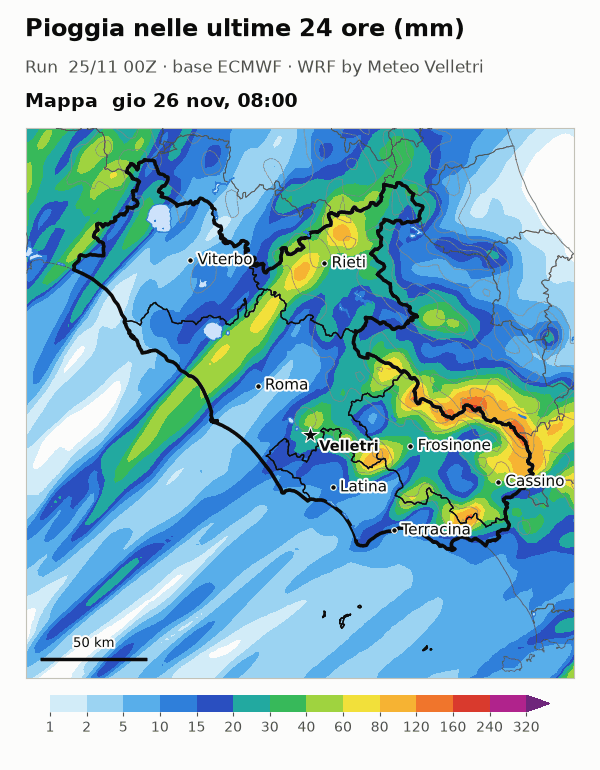 Pioggia nelle ultime 24 ore (mm)
Run 25/11 00Z · base ECMWF · WRF by Meteo Velletri
Mappa gio 26 nov, 08:00
Viterbo
Rieti
Roma
Velletri
Frosinone
Latina
Cassino
Terracina
50 km
1 2 5 10 15 20 30 40 60 80 120 160 240 320